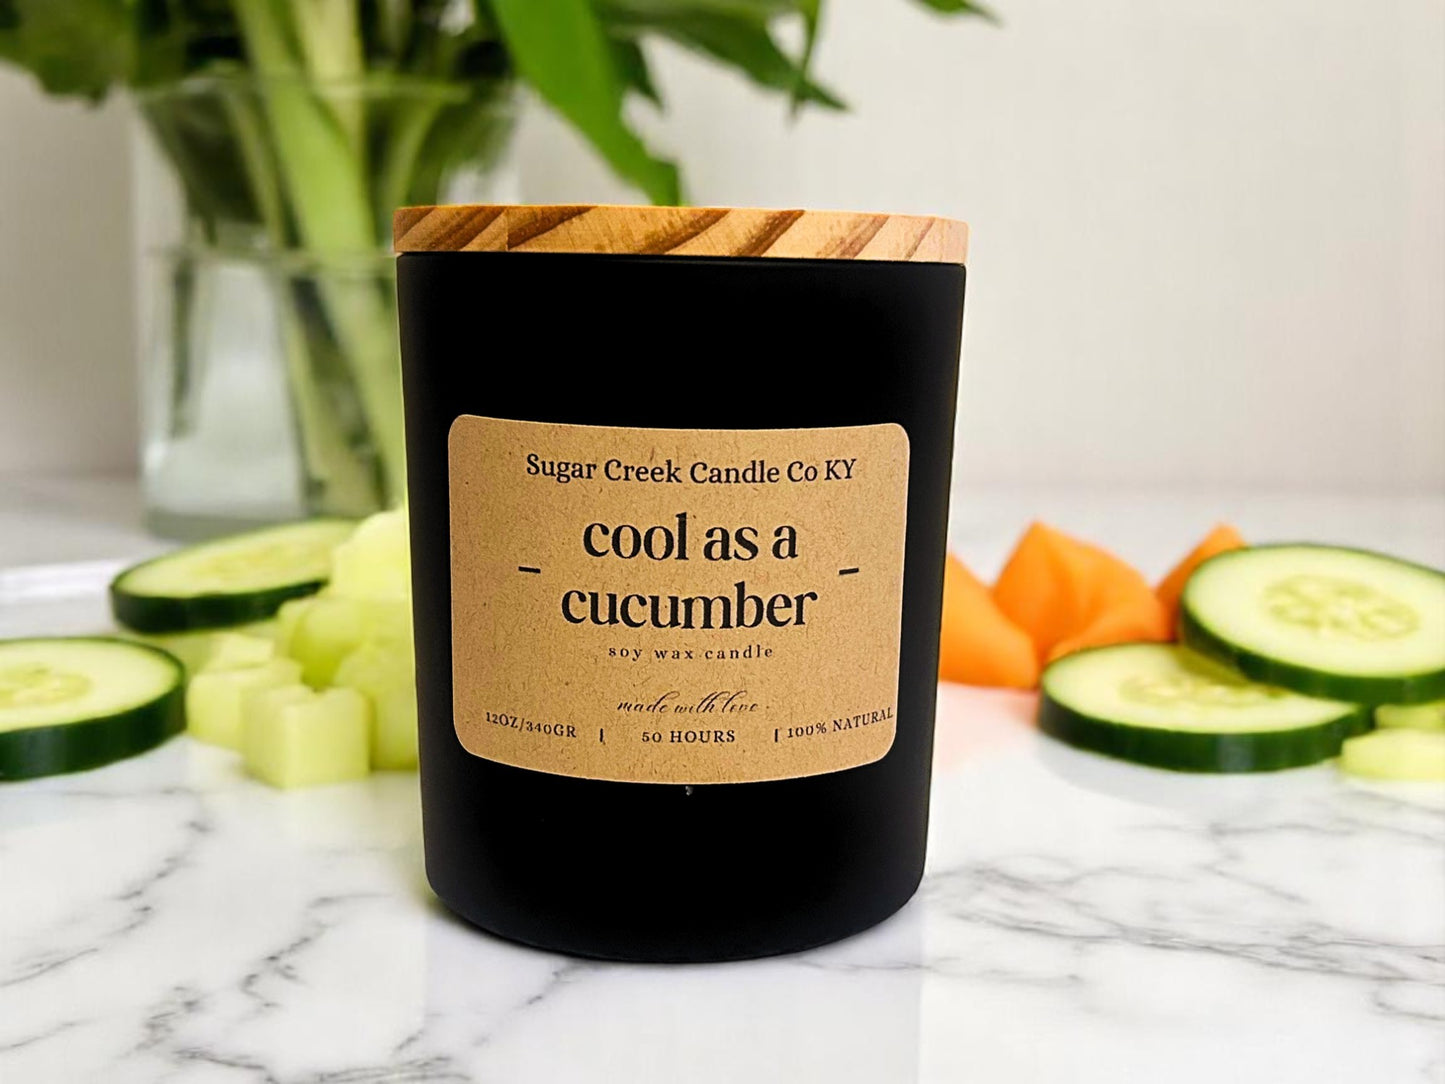 Sugar Creek Candle Co KY
cool as a
cucumber
soy wax candle
made with love
12OZ/340GR | 50 HOURS | 100% NATURAL